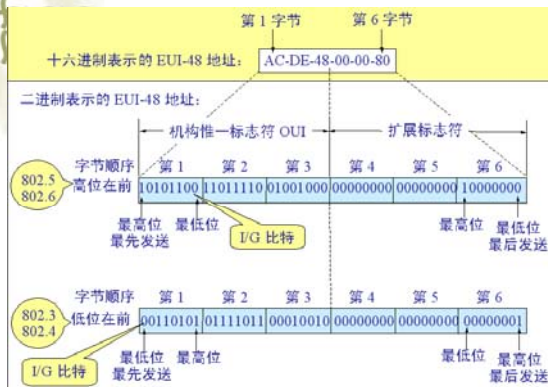 第 1 字节 第 6 字节
十六进制表示的 EUI-48 地址: AC-DE-48-00-00-80
二进制表示的 EUI-48 地址:
机构惟一标志符 OUI 扩展标志符
字节顺序 第 1 第 2 第 3 第 4 第 5 第 6
802.5
802.6
高位在前 10101100 11011110 01001000 00000000 00000000 10000000
最高位 最低位 最高位 最低位
最先发送 I/G 比特 最后发送
字节顺序 第 1 第 2 第 3 第 4 第 5 第 6
802.3
802.4
低位在前 00110101 01111011 00010010 00000000 00000000 00000001
最低位 最高位 最低位 最高位
I/G 比特 最先发送 最后发送